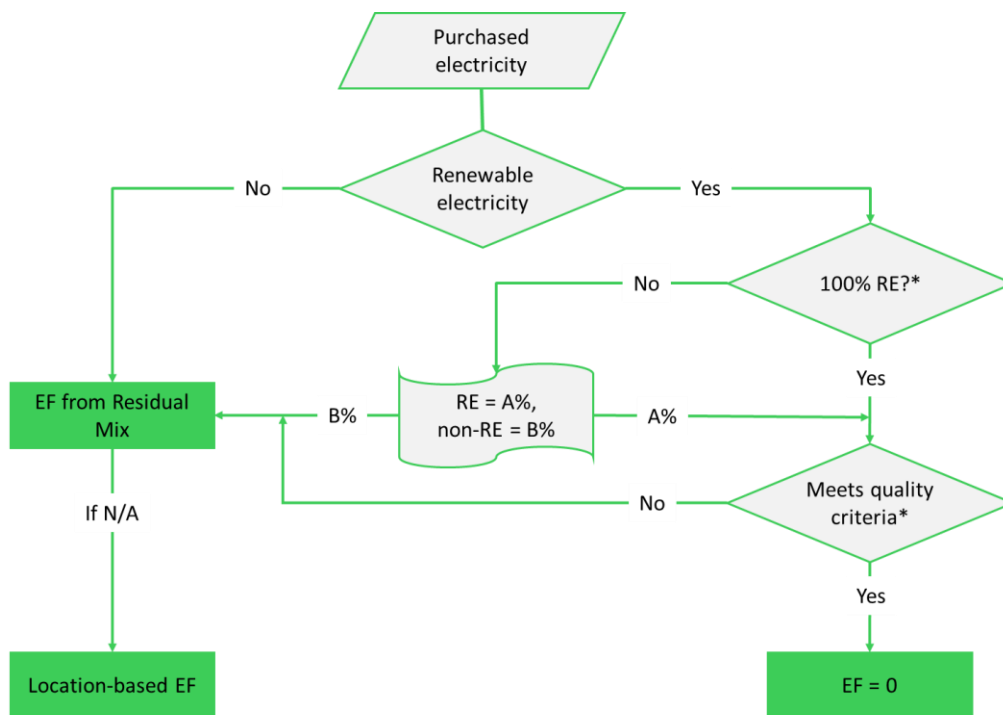 Purchased
electricity
No
Renewable
electricity
Yes
No
100% RE?*
Yes
EF from Residual
Mix
B%
RE = A%,
non-RE = B%
A%
If N/A
No
Meets quality
criteria*
Yes
Location-based EF
EF = 0